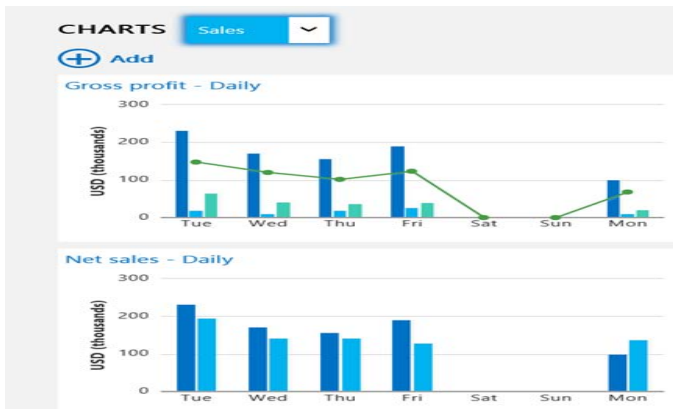 CHARTS Sales
Add
Gross profit - Daily
USD (thousands)
300
200
100
0
Tue Wed Thu Fri Sat Sun Mon
Net sales - Daily
USD (thousands)
300
200
100
0
Tue Wed Thu Fri Sat Sun Mon